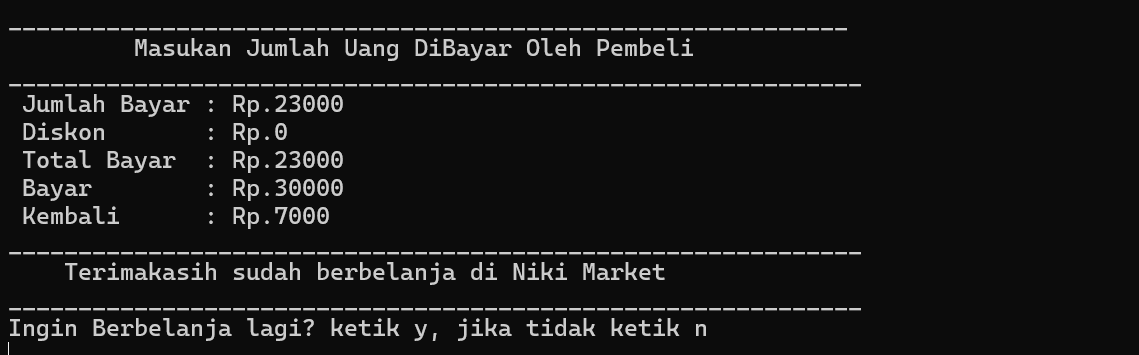 Masukan Jumlah Uang DiBayar Oleh Pembeli
Jumlah Bayar : Rp.23000
Diskon : Rp.0
Total Bayar : Rp.23000
Bayar : Rp.30000
Kembali : Rp.7000
Terimakasih sudah berbelanja di Niki Market
Ingin Berbelanja lagi? ketik y, jika tidak ketik n